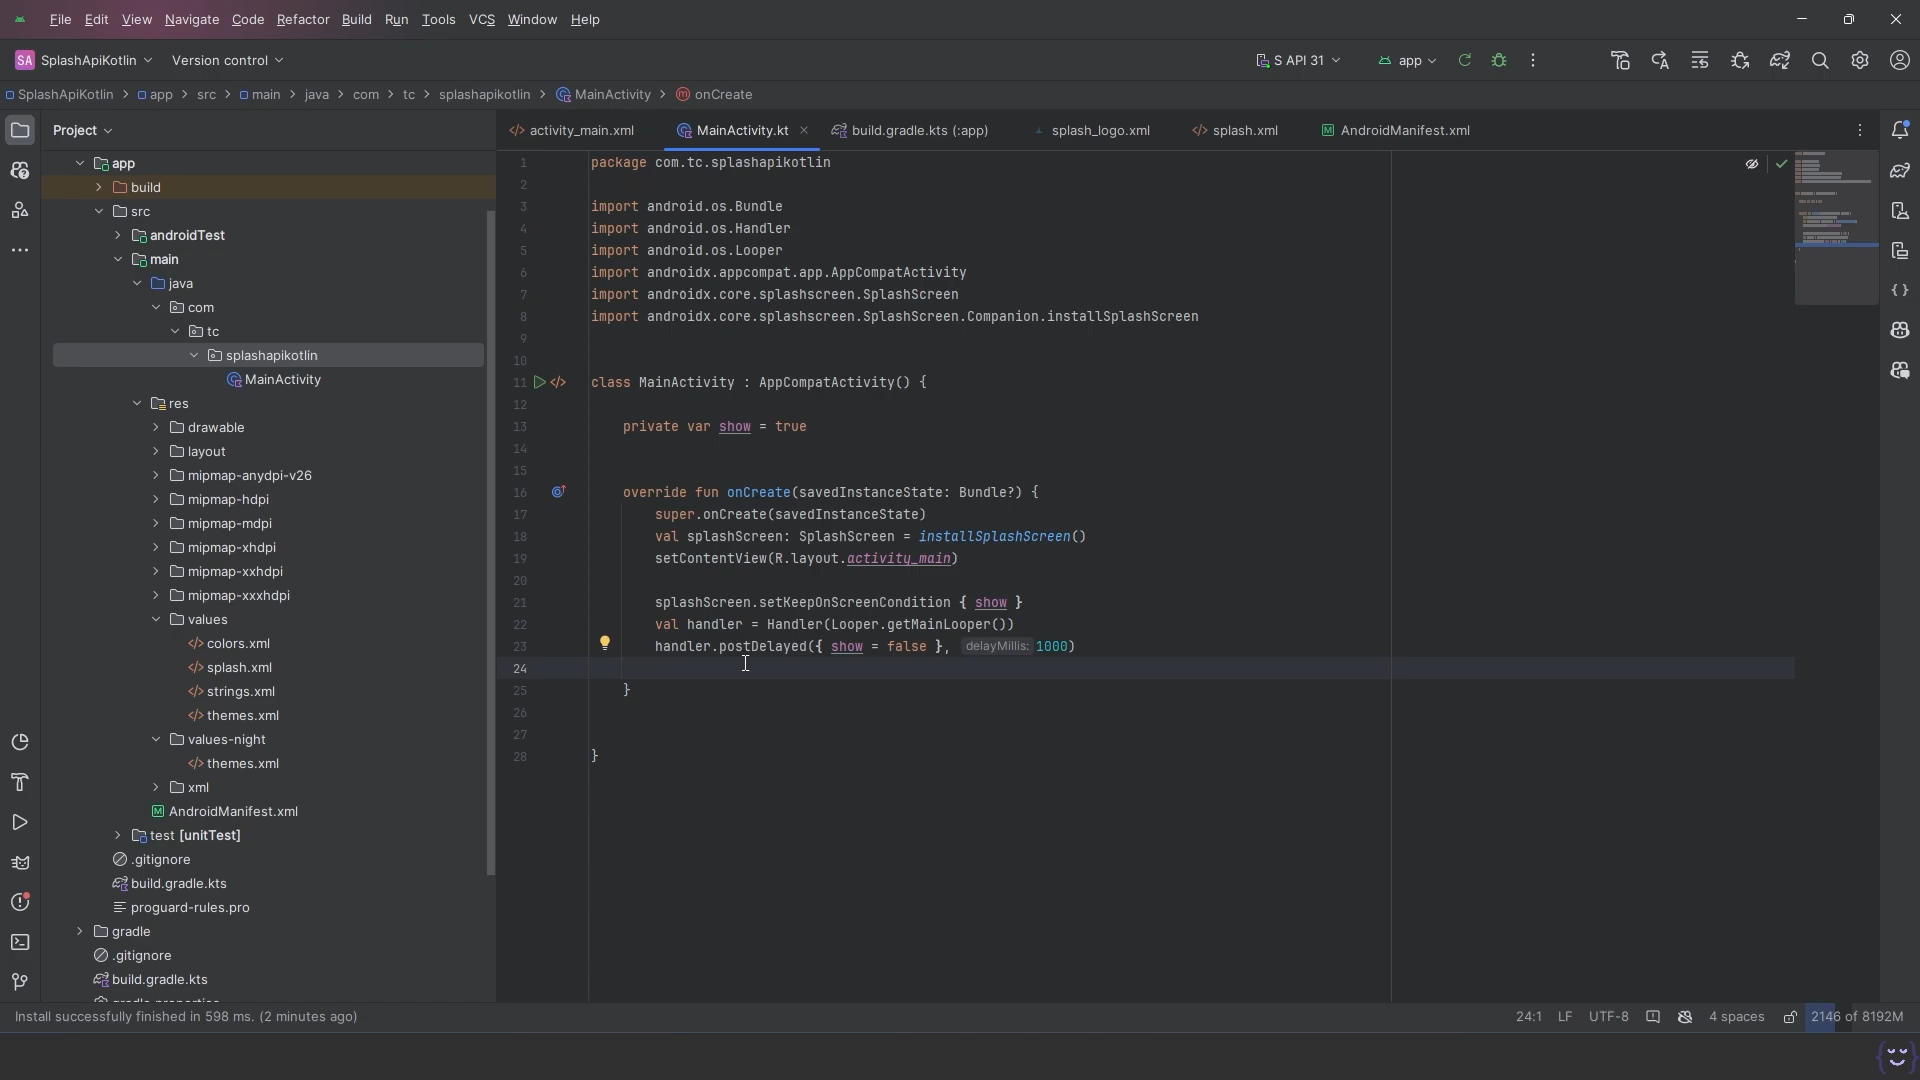 File Edit View Navigate Code Refactor Build Run Tools VCS Window Help
SA SplashApiKotlin Version control S API 31 app
SplashApiKotlin app src main java com tc splashapikotlin MainActivity m onCreate
Project
activity_main.xml MainActivity.kt build.gradle.kts (:app) splash_logo.xml splash.xml AndroidManifest.xml
app
build
src
androidTest
main
java
com
tc
splashapikotlin
MainActivity
res
drawable
layout
mipmap-anydpi-v26
mipmap-hdpi
mipmap-mdpi
mipmap-xhdpi
mipmap-xxhdpi
mipmap-xxxhdpi
values
colors.xml
splash.xml
strings.xml
themes.xml
values-night
themes.xml
xml
AndroidManifest.xml
test [unitTest]
.gitignore
build.gradle.kts
proguard-rules.pro
gradle
.gitignore
build.gradle.kts
1 package com.tc.splashapikotlin
2
3 import android.os.Bundle
4 import android.os.Handler
5 import android.os.Looper
6 import androidx.appcompat.app.AppCompatActivity
7 import androidx.core.splashscreen.SplashScreen
8 import androidx.core.splashscreen.SplashScreen.Companion.installSplashScreen
9
10
11 class MainActivity : AppCompatActivity() {
12
13 private var show = true
14
15
16 override fun onCreate(savedInstanceState: Bundle?) {
17 super.onCreate(savedInstanceState)
18 val splashScreen: SplashScreen = installSplashScreen()
19 setContentView(R.layout.activity_main)
20
21 splashScreen.setKeepOnScreenCondition { show }
22 val handler = Handler(Looper.getMainLooper())
23 handler.postDelayed({ show = false }, delayMillis: 1000)
24
25 }
26
27
28 }
Install successfully finished in 598 ms. (2 minutes ago) 24:1 LF UTF-8 4 spaces 2146 of 8192M